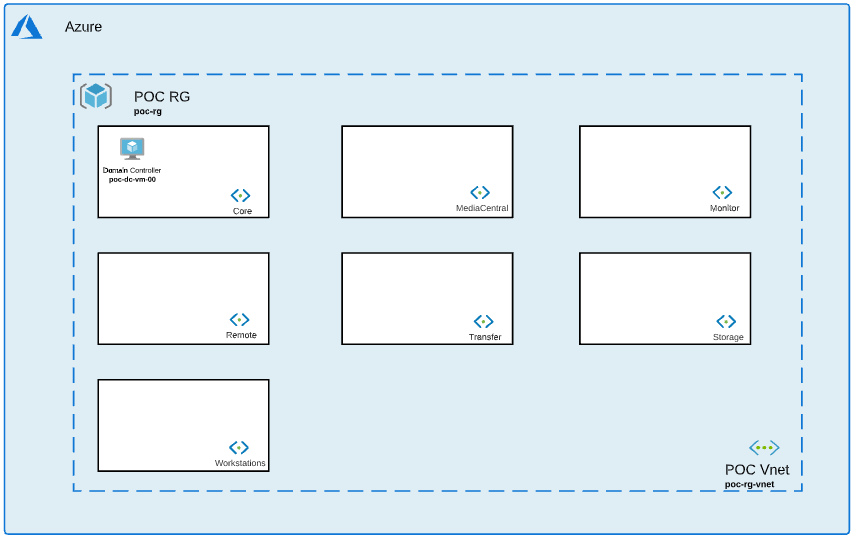 Azure
POC RG
poc-rg
Domain Controller
poc-dc-vm-00
Core
MediaCentral
Monitor
Remote
Transfer
Storage
Workstations
POC Vnet
poc-rg-vnet